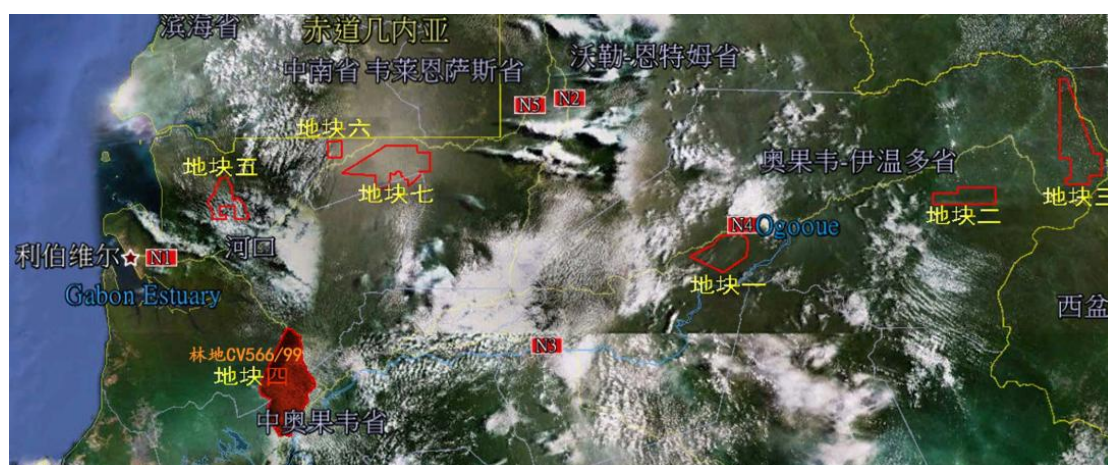 滨海省
赤道几内亚
中南省 韦莱恩萨斯省
沃勒-恩特姆省
N5
N2
地块六
地块五
地块七
奥果韦-伊温多省
地块三
地块二
N4
Ogooue
利伯维尔
N1
河口
地块一
Gabon Estuary
西盆
N3
林地CV566/99
地块四
中奥果韦省